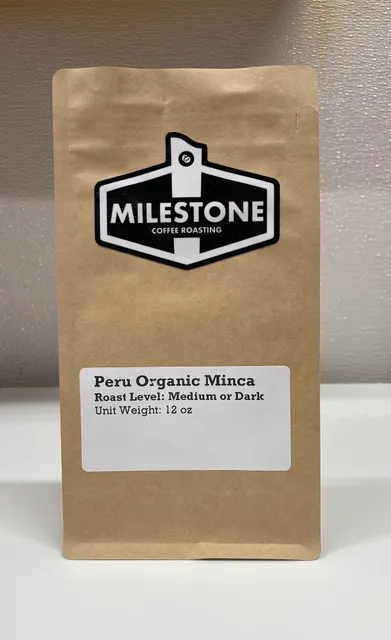 MILESTONE
COFFEE ROASTING
Peru Organic Minca
Roast Level: Medium or Dark
Unit Weight: 12 oz